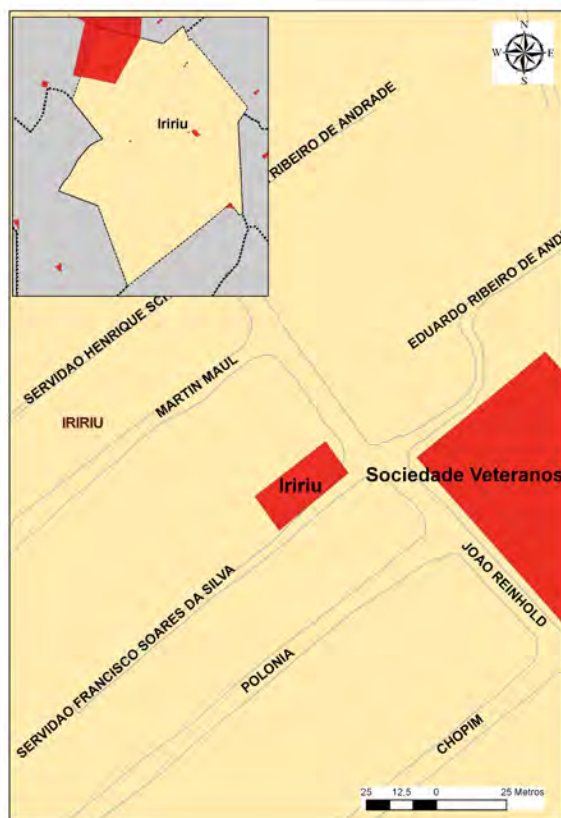 N
W E
S
Iririu
RIBEIRO DE ANDRADE
EDUARDO RIBEIRO DE AND
SERVIDAO HENRIQUE SC
MARTIN MAUL
IRIRIU
Iririu
Sociedade Veteranos
JOAO REINHOLD
SERVIDAO FRANCISCO SOARES DA SILVA
POLONIA
CHOPIM
25 12,5 0 25 Metros